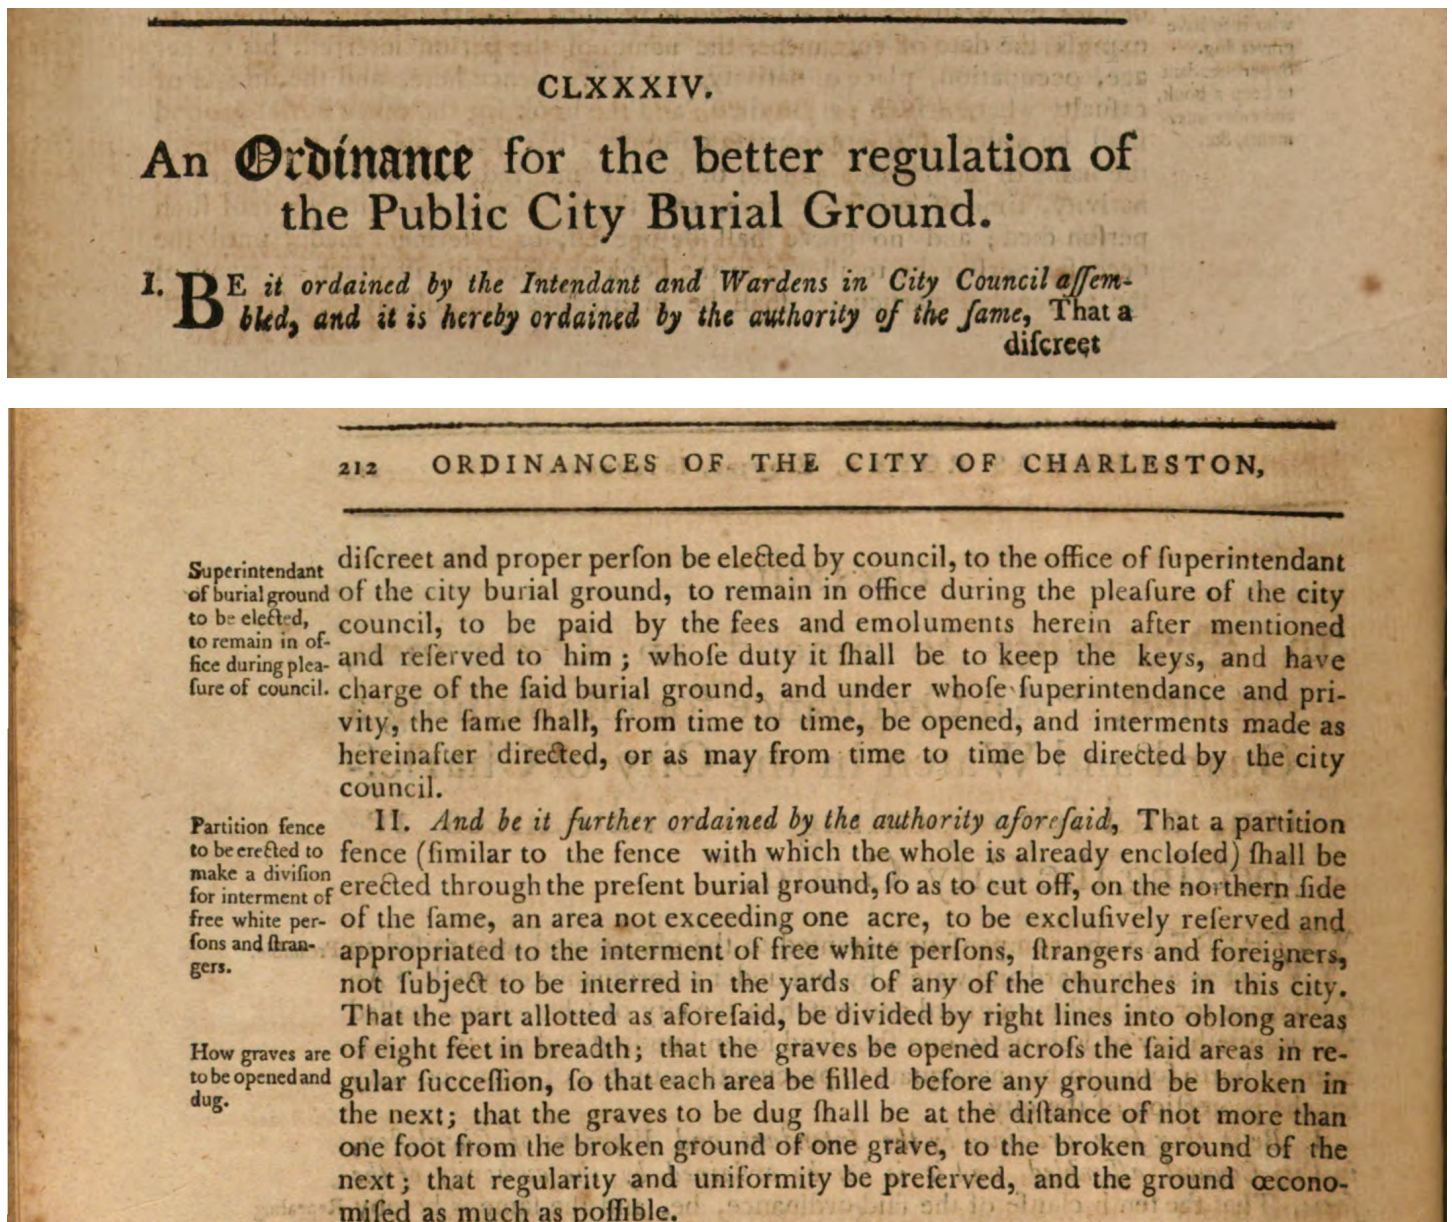 CLXXXIV.
An Ordinance for the better regulation of
the Public City Burial Ground.
I. BE it ordained by the Intendant and Wardens in City Council aſſem-
bled, and it is hereby ordained by the authority of the ſame, That a
diſcreet
212 ORDINANCES OF THE CITY OF CHARLESTON,
Superintendant
of burial ground
to be elected,
to remain in of-
fice during plea-
ſure of council.
diſcreet and proper perſon be elected by council, to the office of ſuperintendant
of the city burial ground, to remain in office during the pleaſure of the city
council, to be paid by the fees and emoluments herein after mentioned
and reſerved to him ; whoſe duty it ſhall be to keep the keys, and have
charge of the ſaid burial ground, and under whoſe ſuperintendance and pri-
vity, the ſame ſhall, from time to time, be opened, and interments made as
hereinafter directed, or as may from time to time be directed by the city
council.
Partition fence
to be erected to
make a diviſion
for interment of
free white per-
ſons and ſtran-
gers.
II. And be it further ordained by the authority aforeſaid, That a partition
fence (ſimilar to the fence with which the whole is already encloſed) ſhall be
erected through the preſent burial ground, ſo as to cut off, on the northern ſide
of the ſame, an area not exceeding one acre, to be excluſively reſerved and
appropriated to the interment of free white perſons, ſtrangers and foreigners,
not ſubject to be interred in the yards of any of the churches in this city.
That the part allotted as aforeſaid, be divided by right lines into oblong areas
How graves are
to be opened and
dug.
of eight feet in breadth ; that the graves be opened acroſs the ſaid areas in re-
gular ſucceſſion, ſo that each area be filled before any ground be broken in
the next ; that the graves to be dug ſhall be at the diſtance of not more than
one foot from the broken ground of one grave, to the broken ground of the
next ; that regularity and uniformity be preſerved, and the ground œcono-
miſed as much as poſſible.